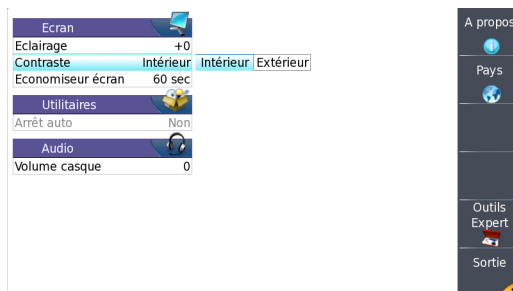 Ecran
Eclairage +0
Contraste Intérieur Intérieur Extérieur
Economiseur écran 60 sec
Utilitaires
Arrêt auto Non
Audio
Volume casque 0
A propos
Pays
Outils
Expert
Sortie